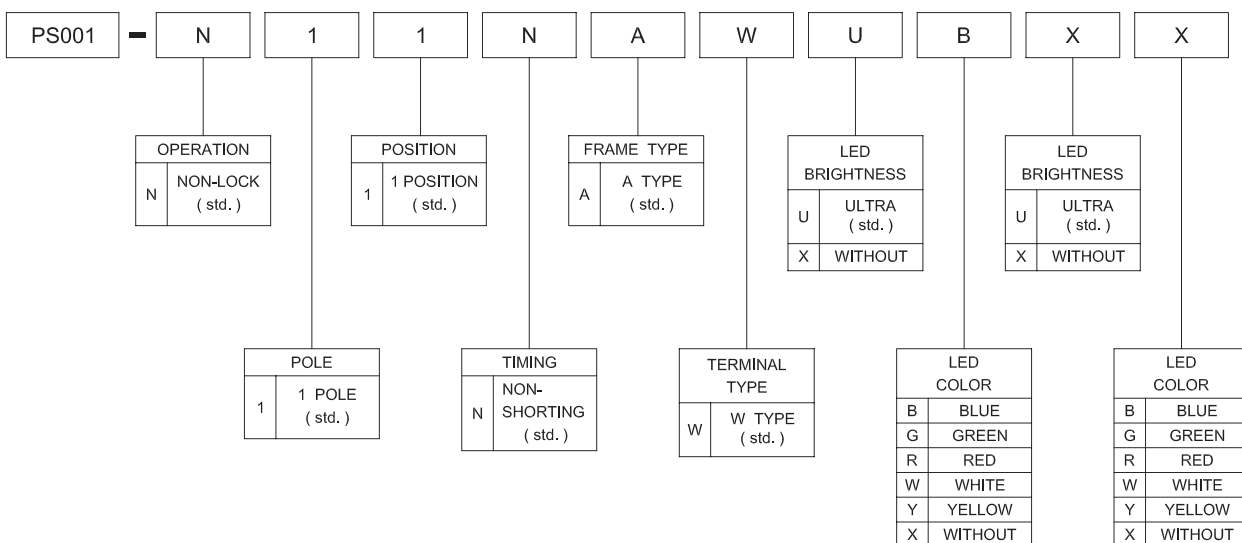 PS001 - N 1 1 N A W U B X X
OPERATION
N NON-LOCK
( std. )
POSITION
1 1 POSITION
( std. )
FRAME TYPE
A A TYPE
( std. )
LED
BRIGHTNESS
U ULTRA
( std. )
X WITHOUT
LED
BRIGHTNESS
U ULTRA
( std. )
X WITHOUT
POLE
1 1 POLE
( std. )
TIMING
N NON-
SHORTING
( std. )
TERMINAL
TYPE
W W TYPE
( std. )
LED
COLOR
B BLUE
G GREEN
R RED
W WHITE
Y YELLOW
X WITHOUT
LED
COLOR
B BLUE
G GREEN
R RED
W WHITE
Y YELLOW
X WITHOUT